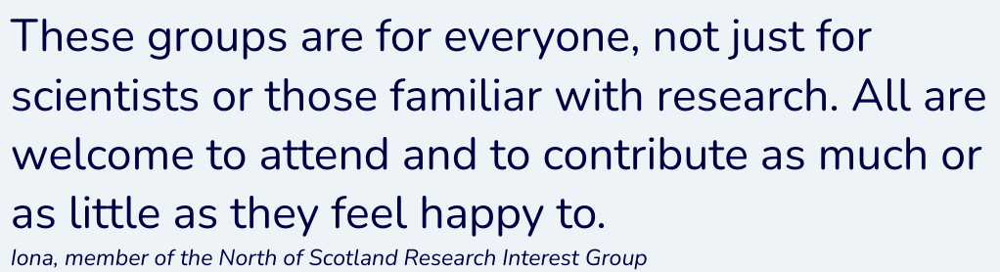 These groups are for everyone, not just for
scientists or those familiar with research. All are
welcome to attend and to contribute as much or
as little as they feel happy to.
Iona, member of the North of Scotland Research Interest Group